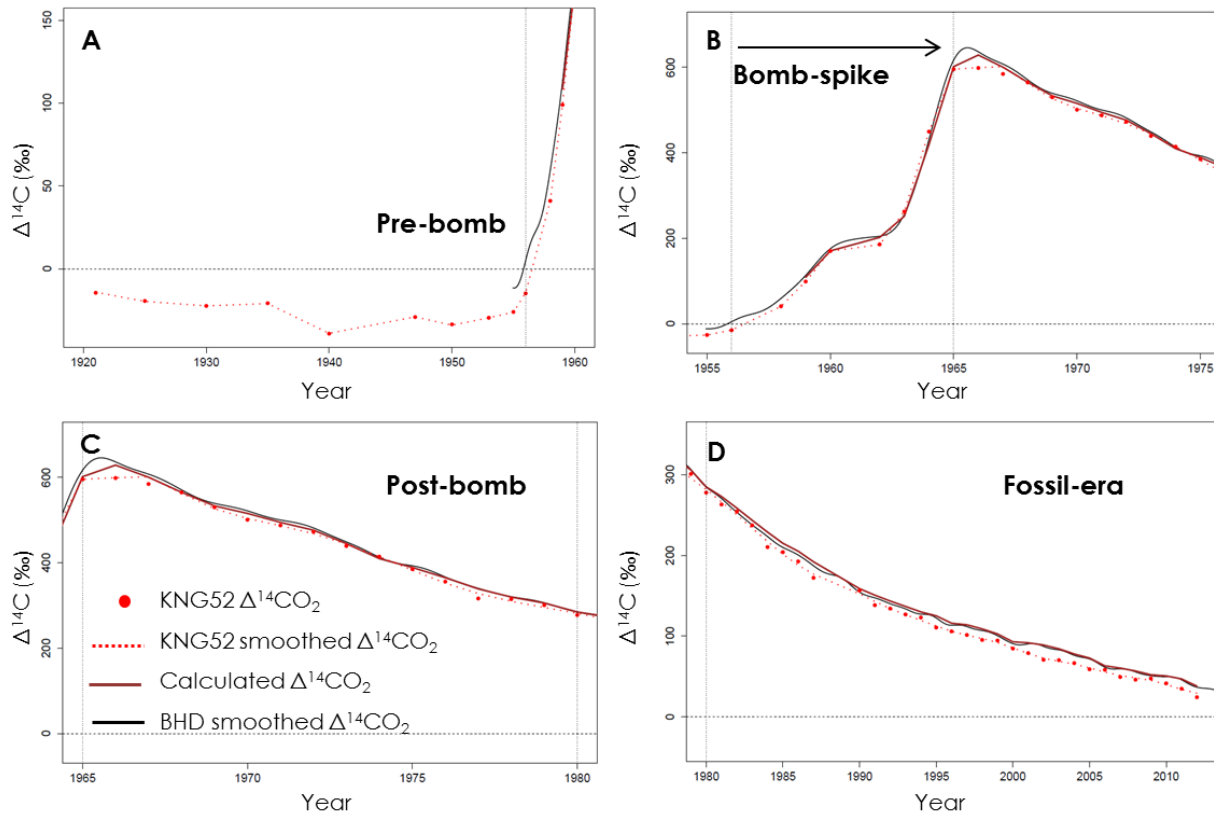 A
Pre-bomb
Δ¹⁴C (‰)
150
100
50
0
1920 1930 1940 1950 1960
Year
B
Bomb-spike
Δ¹⁴C (‰)
600
400
200
0
1955 1960 1965 1970 1975
Year
C
Post-bomb
Δ¹⁴C (‰)
600
400
200
0
KNG52 Δ¹⁴CO₂
KNG52 smoothed Δ¹⁴CO₂
Calculated Δ¹⁴CO₂
BHD smoothed Δ¹⁴CO₂
1965 1970 1975 1980
Year
D
Fossil-era
Δ¹⁴C (‰)
300
200
100
0
1980 1985 1990 1995 2000 2005 2010
Year